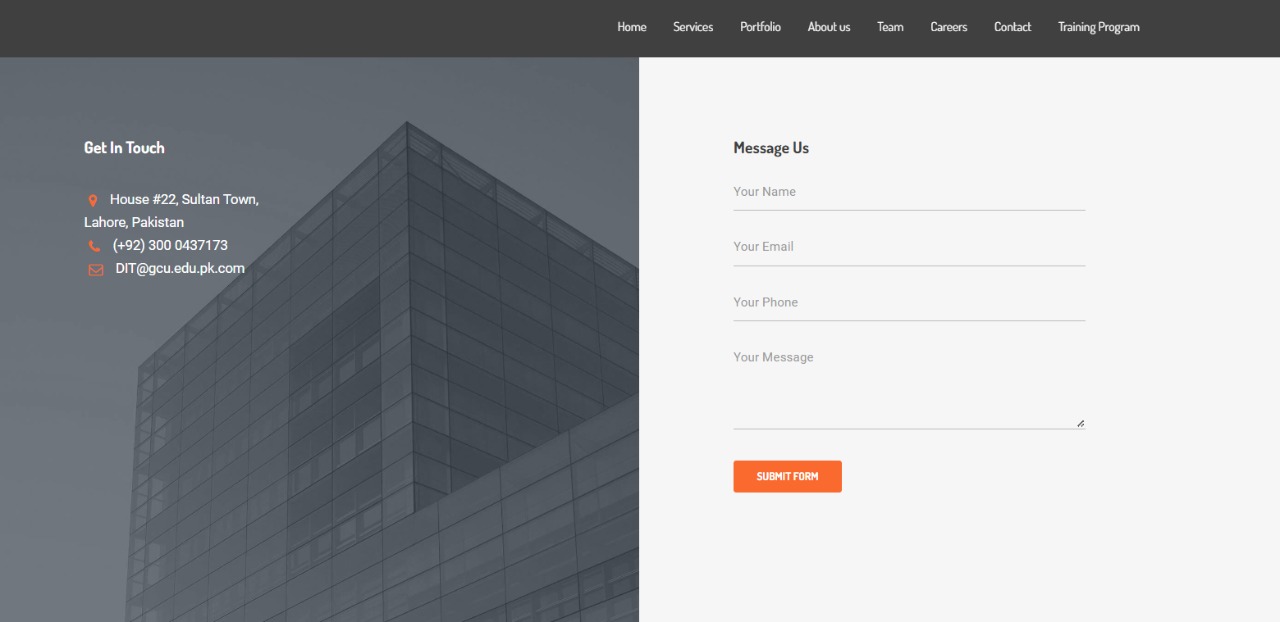 Home Services Portfolio About us Team Careers Contact Training Program
Get In Touch
House #22, Sultan Town,
Lahore, Pakistan
(+92) 300 0437173
DIT@gcu.edu.pk.com
Message Us
Your Name
Your Email
Your Phone
Your Message
SUBMIT FORM